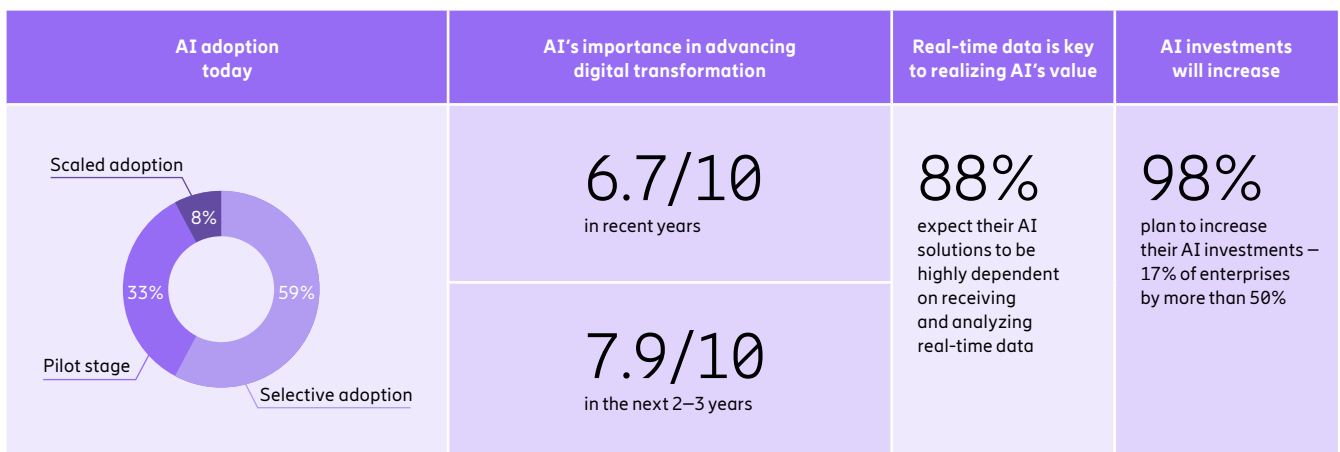 AI adoption
today
Scaled adoption
8%
33%
59%
Pilot stage
Selective adoption
AI’s importance in advancing
digital transformation
6.7/10
in recent years
7.9/10
in the next 2–3 years
Real-time data is key
to realizing AI’s value
88%
expect their AI
solutions to be
highly dependent
on receiving
and analyzing
real-time data
AI investments
will increase
98%
plan to increase
their AI investments –
17% of enterprises
by more than 50%